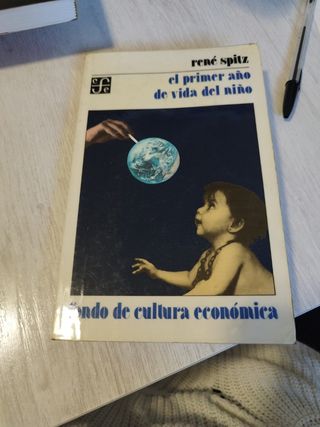 rené spitz
el primer año
de vida del niño
fondo de cultura económica